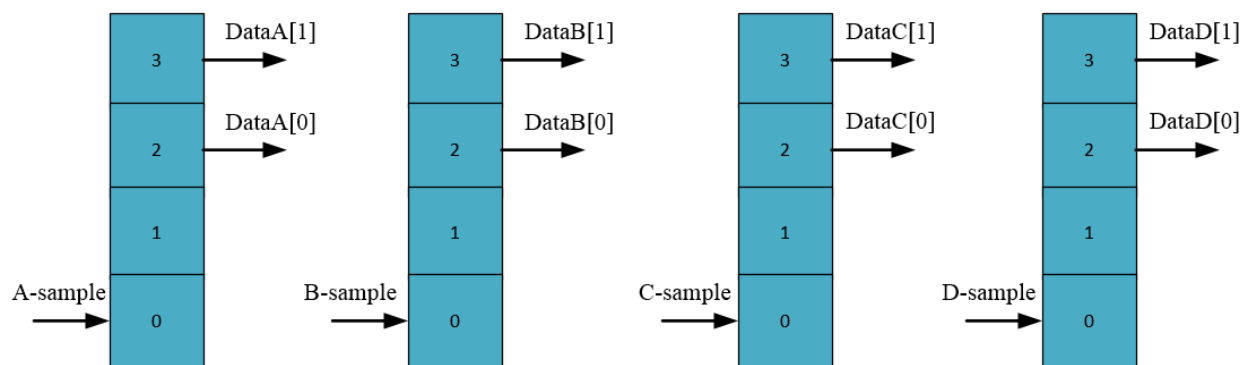 DataA[1] DataB[1] DataC[1] DataD[1]
3 3 3 3
DataA[0] DataB[0] DataC[0] DataD[0]
2 2 2 2
1 1 1 1
A-sample B-sample C-sample D-sample
0 0 0 0